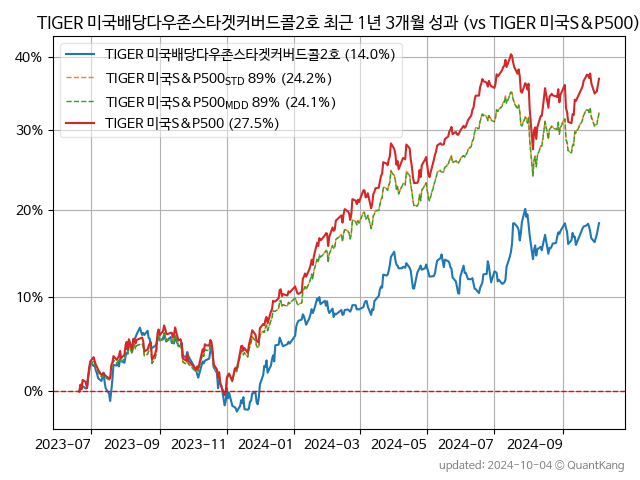 TIGER 미국배당다우존스타겟커버드콜2호 최근 1년 3개월 성과 (vs TIGER 미국S&P500)
TIGER 미국배당다우존스타겟커버드콜2호 (14.0%)
TIGER 미국S&P500STD 89% (24.2%)
TIGER 미국S&P500MDD 89% (24.1%)
TIGER 미국S&P500 (27.5%)
40%
30%
20%
10%
0%
2023-07 2023-09 2023-11 2024-01 2024-03 2024-05 2024-07 2024-09
updated: 2024-10-04 © QuantKang